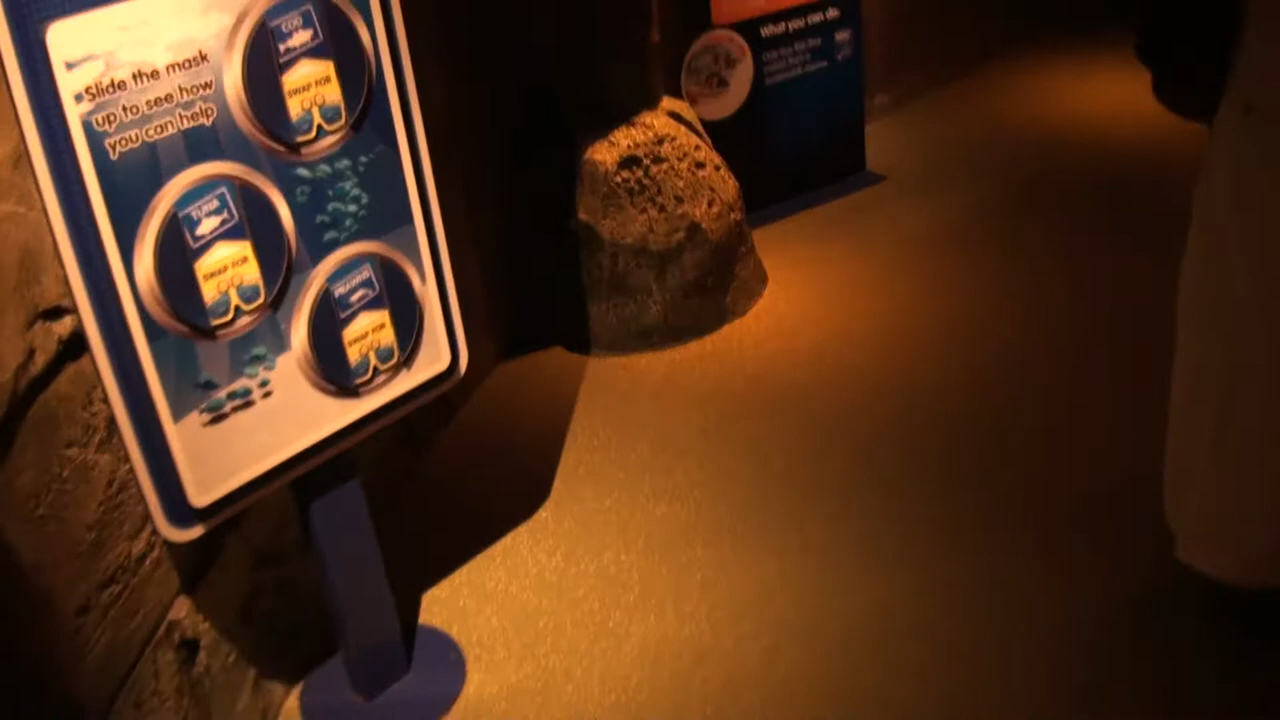 Slide the mask
up to see how
you can help
COD
SWAP FOR
TUNA
SWAP FOR
PRAWNS
SWAP FOR
What you can do